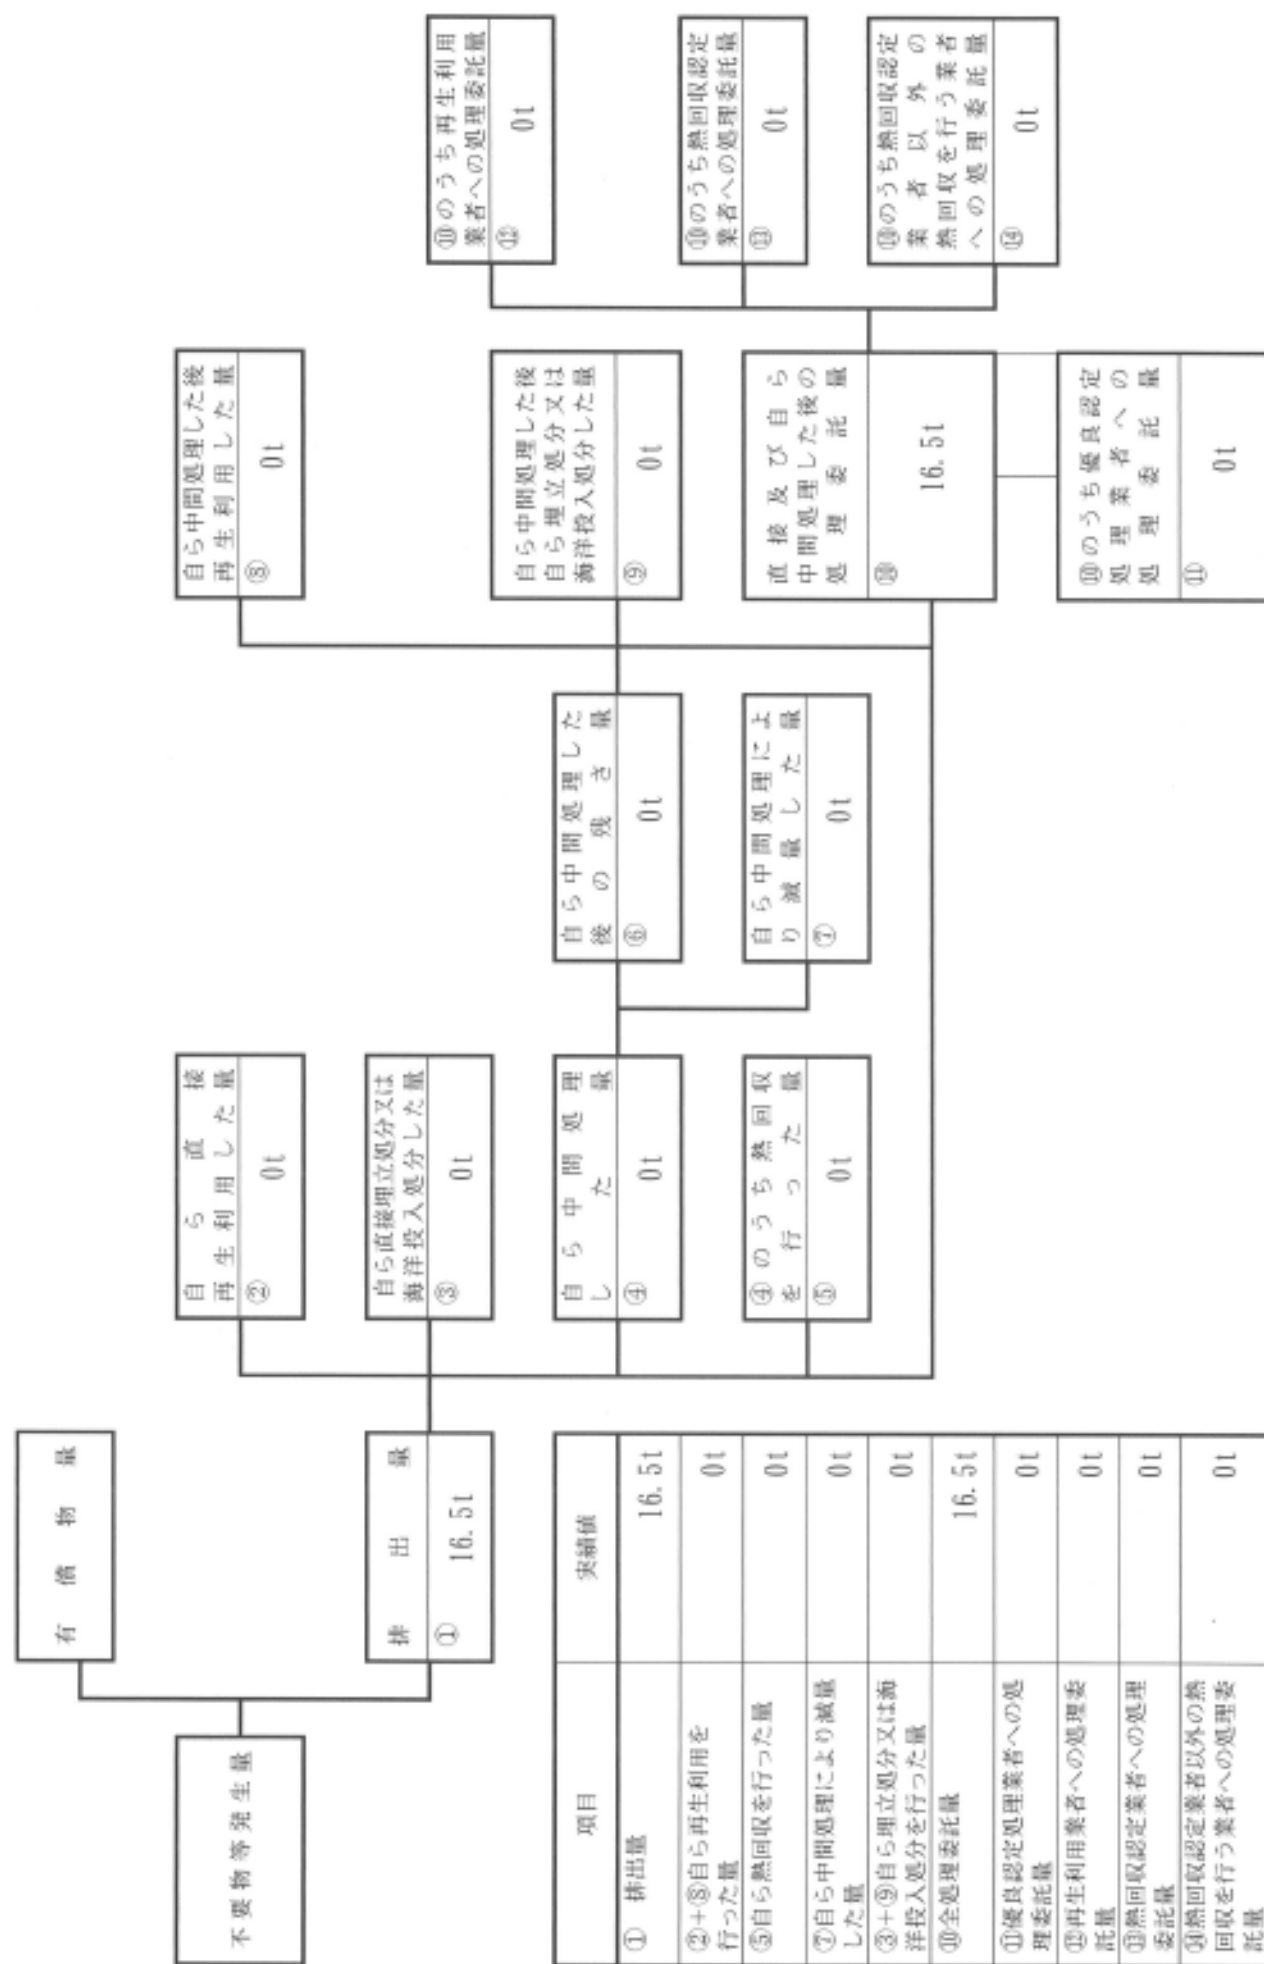 不要物等発生量
有償物量
排出量
① 16.5t
自ら直接
再生利用した量
② 0t
自ら直接埋立処分又は
海洋投入処分した量
③ 0t
自ら中間処理
した量
④ 0t
④のうち熱回収
を行った量
⑤ 0t
自ら中間処理した
後の残さ量
⑥ 0t
自ら中間処理によ
り減量した量
⑦ 0t
自ら中間処理した後
再生利用した量
⑧ 0t
自ら中間処理した後
自ら埋立処分又は
海洋投入処分した量
⑨ 0t
直接及び自ら
中間処理した後の
処理委託量
⑩ 16.5t
⑩のうち優良認定
処理業者への
処理委託量
⑪ 0t
⑩のうち再生利用
業者への処理委託量
⑫ 0t
⑩のうち熱回収認定
業者への処理委託量
⑬ 0t
⑩のうち熱回収認定
業者以外の
熱回収を行う業者
への処理委託量
⑭ 0t
項目 実績値
① 排出量 16.5t
②+⑧自ら再生利用を
行った量 0t
⑤自ら熱回収を行った量 0t
⑦自ら中間処理により減量
した量 0t
③+⑨自ら埋立処分又は海
洋投入処分を行った量 0t
⑩全処理委託量 16.5t
⑪優良認定処理業者への処
理委託量 0t
⑫再生利用業者への処理委
託量 0t
⑬熱回収認定業者への処理
委託量 0t
⑭熱回収認定業者以外の熱
回収を行う業者への処理委
託量 0t